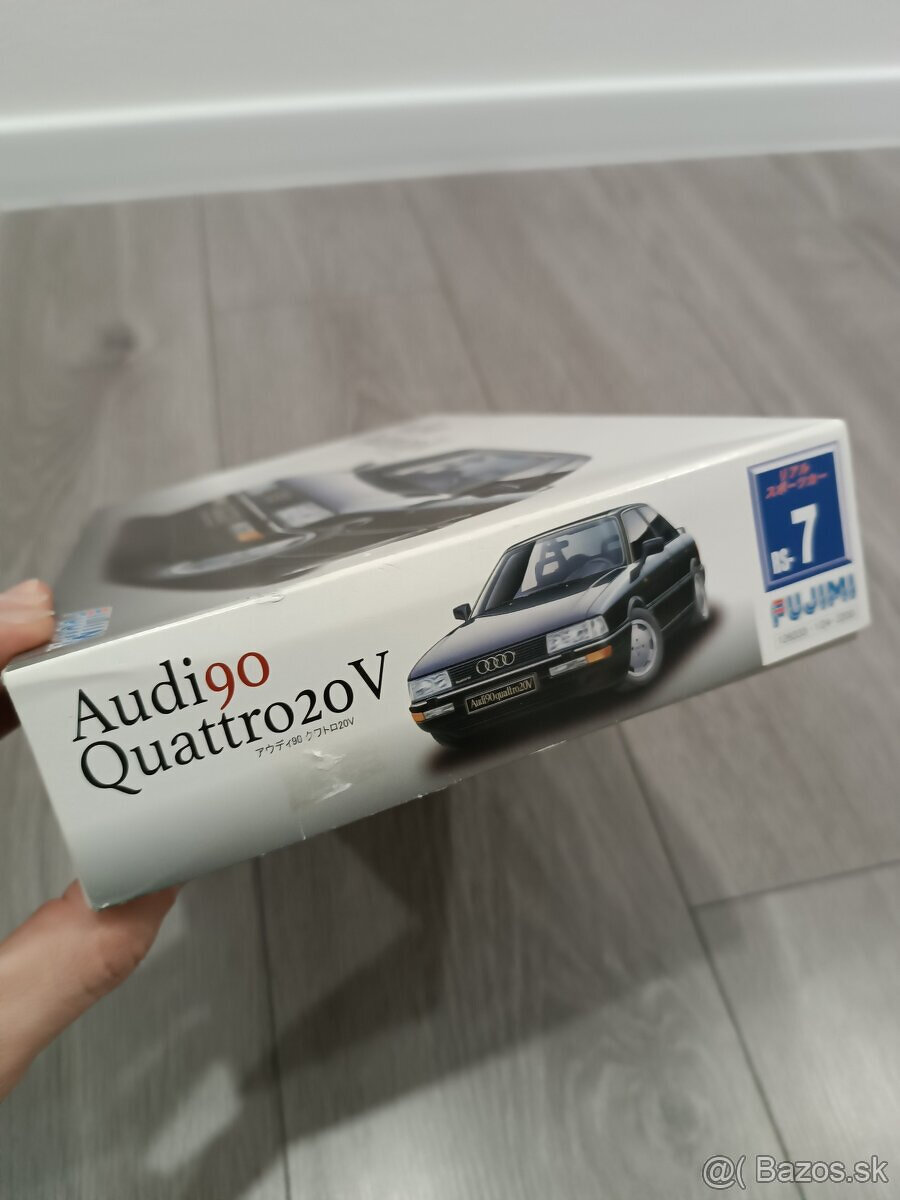 リアル
スポーツカー
RS-7
FUJIMI
Audi90
Quattro20V
アウディ90 クワトロ20V
Audi90quattro20V
@( Bazos.sk